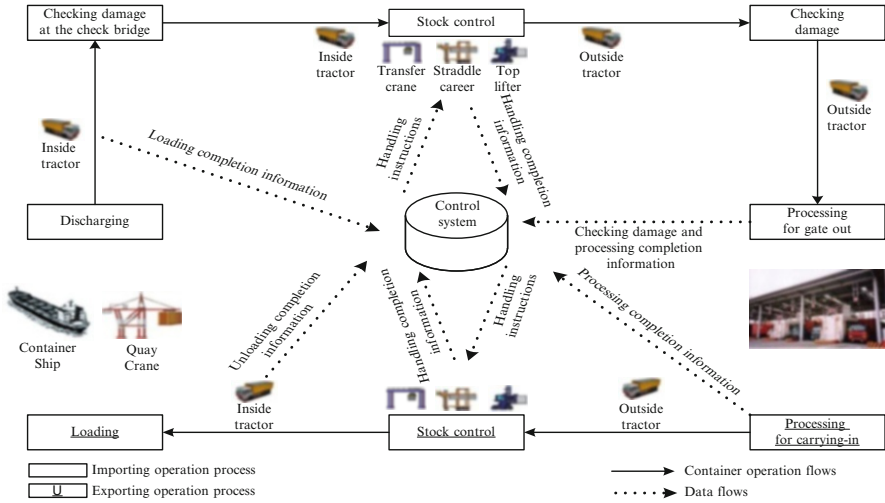 Checking damage
at the check bridge
Inside
tractor
Stock control
Transfer
crane
Straddle
career
Top
lifter
Outside
tractor
Checking
damage
Inside
tractor
Loading completion information
Handling
instructions
Handling completion
information
Outside
tractor
Discharging
Control
system
Processing
for gate out
Checking damage and
processing completion
information
Container
Ship
Quay
Crane
Unloading completion
information
Handling completion
information
Handling
instructions
Processing completion information
Loading
Inside
tractor
Stock control
Outside
tractor
Processing
for carrying-in
Importing operation process
U
Exporting operation process
Container operation flows
Data flows